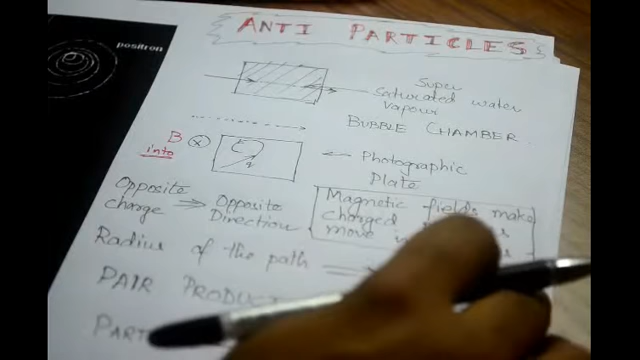 ANTI PARTICLES
positron
Super
Saturated water
Vapour
BUBBLE CHAMBER
B
into
Photographic
Plate
Opposite
charge ⇒ Opposite
Direction
Magnetic fields make
charged
move
Radius of the path
PAIR